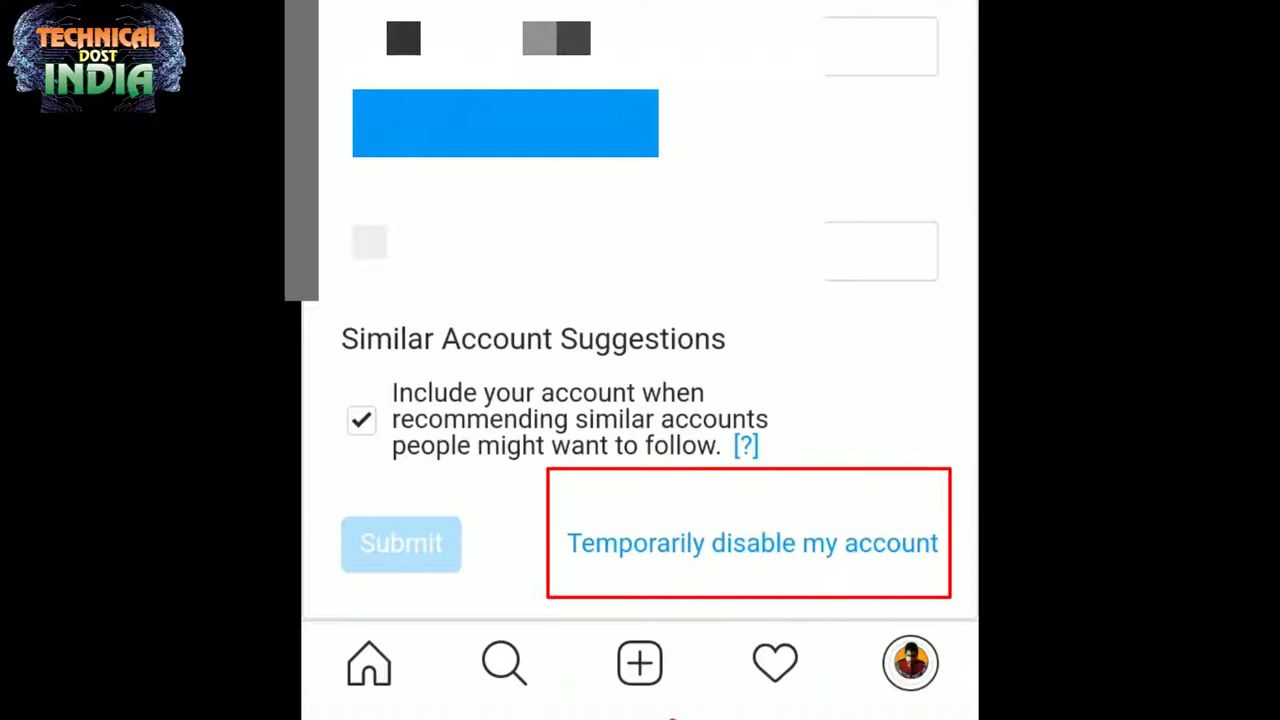 TECHNICAL
DOST
INDIA
Similar Account Suggestions
Include your account when
recommending similar accounts
people might want to follow. [?]
Submit
Temporarily disable my account